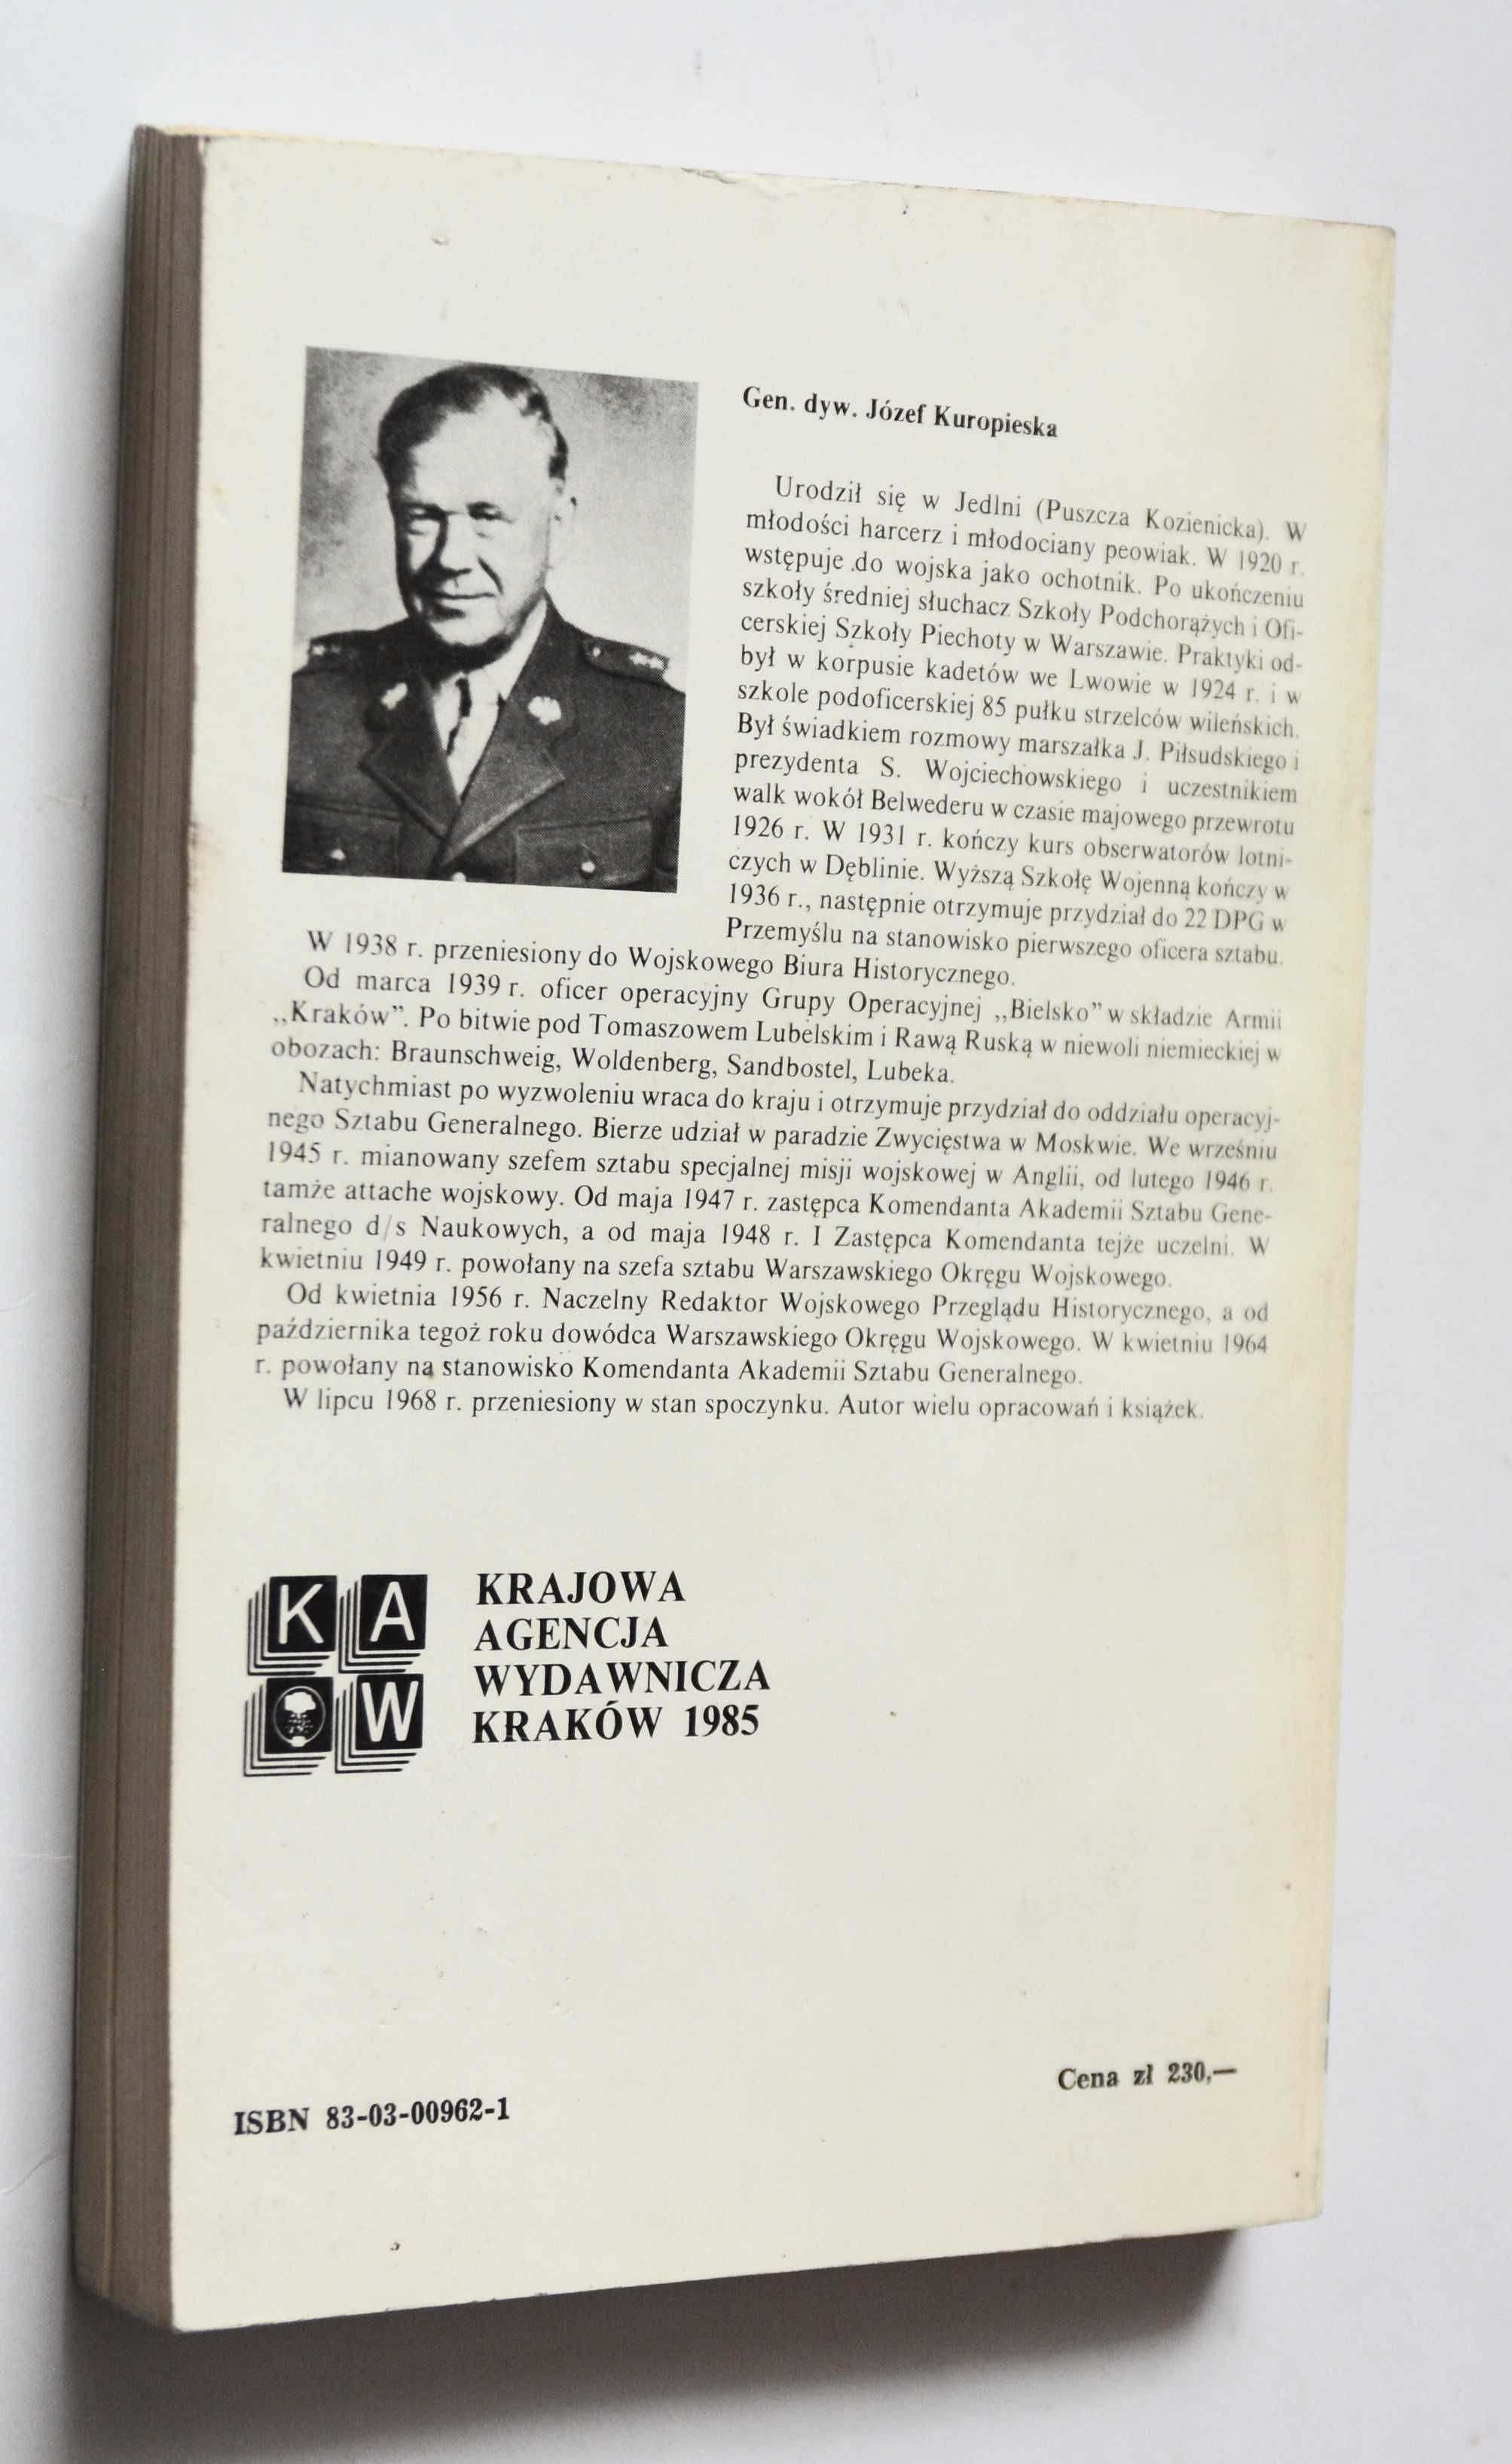 Gen. dyw. Józef Kuropieska
Urodził się w Jedlni (Puszcza Kozienicka). W
młodości harcerz i młodociany peowiak. W 1920 r.
wstępuje do wojska jako ochotnik. Po ukończeniu
szkoły średniej słuchacz Szkoły Podchorążych i Ofi-
cerskiej Szkoły Piechoty w Warszawie. Praktyki od-
był w korpusie kadetów we Lwowie w 1924 r. i w
szkole podoficerskiej 85 pułku strzelców wileńskich.
Był świadkiem rozmowy marszałka J. Piłsudskiego i
prezydenta S. Wojciechowskiego i uczestnikiem
walk wokół Belwederu w czasie majowego przewrotu
1926 r. W 1931 r. kończy kurs obserwatorów lotni-
czych w Dęblinie. Wyższą Szkołę Wojenną kończy w
1936 r., następnie otrzymuje przydział do 22 DPG w
Przemyślu na stanowisko pierwszego oficera sztabu.
W 1938 r. przeniesiony do Wojskowego Biura Historycznego.
Od marca 1939 r. oficer operacyjny Grupy Operacyjnej „Bielsko” w składzie Armii
„Kraków”. Po bitwie pod Tomaszowem Lubelskim i Rawą Ruską w niewoli niemieckiej w
obozach: Braunschweig, Woldenberg, Sandbostel, Lubeka.
Natychmiast po wyzwoleniu wraca do kraju i otrzymuje przydział do oddziału operacyj-
nego Sztabu Generalnego. Bierze udział w paradzie Zwycięstwa w Moskwie. We wrześniu
1945 r. mianowany szefem sztabu specjalnej misji wojskowej w Anglii, od lutego 1946 r.
tamże attache wojskowy. Od maja 1947 r. zastępca Komendanta Akademii Sztabu Gene-
ralnego d/s Naukowych, a od maja 1948 r. I Zastępca Komendanta tejże uczelni. W
kwietniu 1949 r. powołany na szefa sztabu Warszawskiego Okręgu Wojskowego.
Od kwietnia 1956 r. Naczelny Redaktor Wojskowego Przeglądu Historycznego, a od
października tegoż roku dowódca Warszawskiego Okręgu Wojskowego. W kwietniu 1964
r. powołany na stanowisko Komendanta Akademii Sztabu Generalnego.
W lipcu 1968 r. przeniesiony w stan spoczynku. Autor wielu opracowań i książek.
K A
W
KRAJOWA
AGENCJA
WYDAWNICZA
KRAKÓW 1985
Cena zł 230,—
ISBN 83-03-00962-1